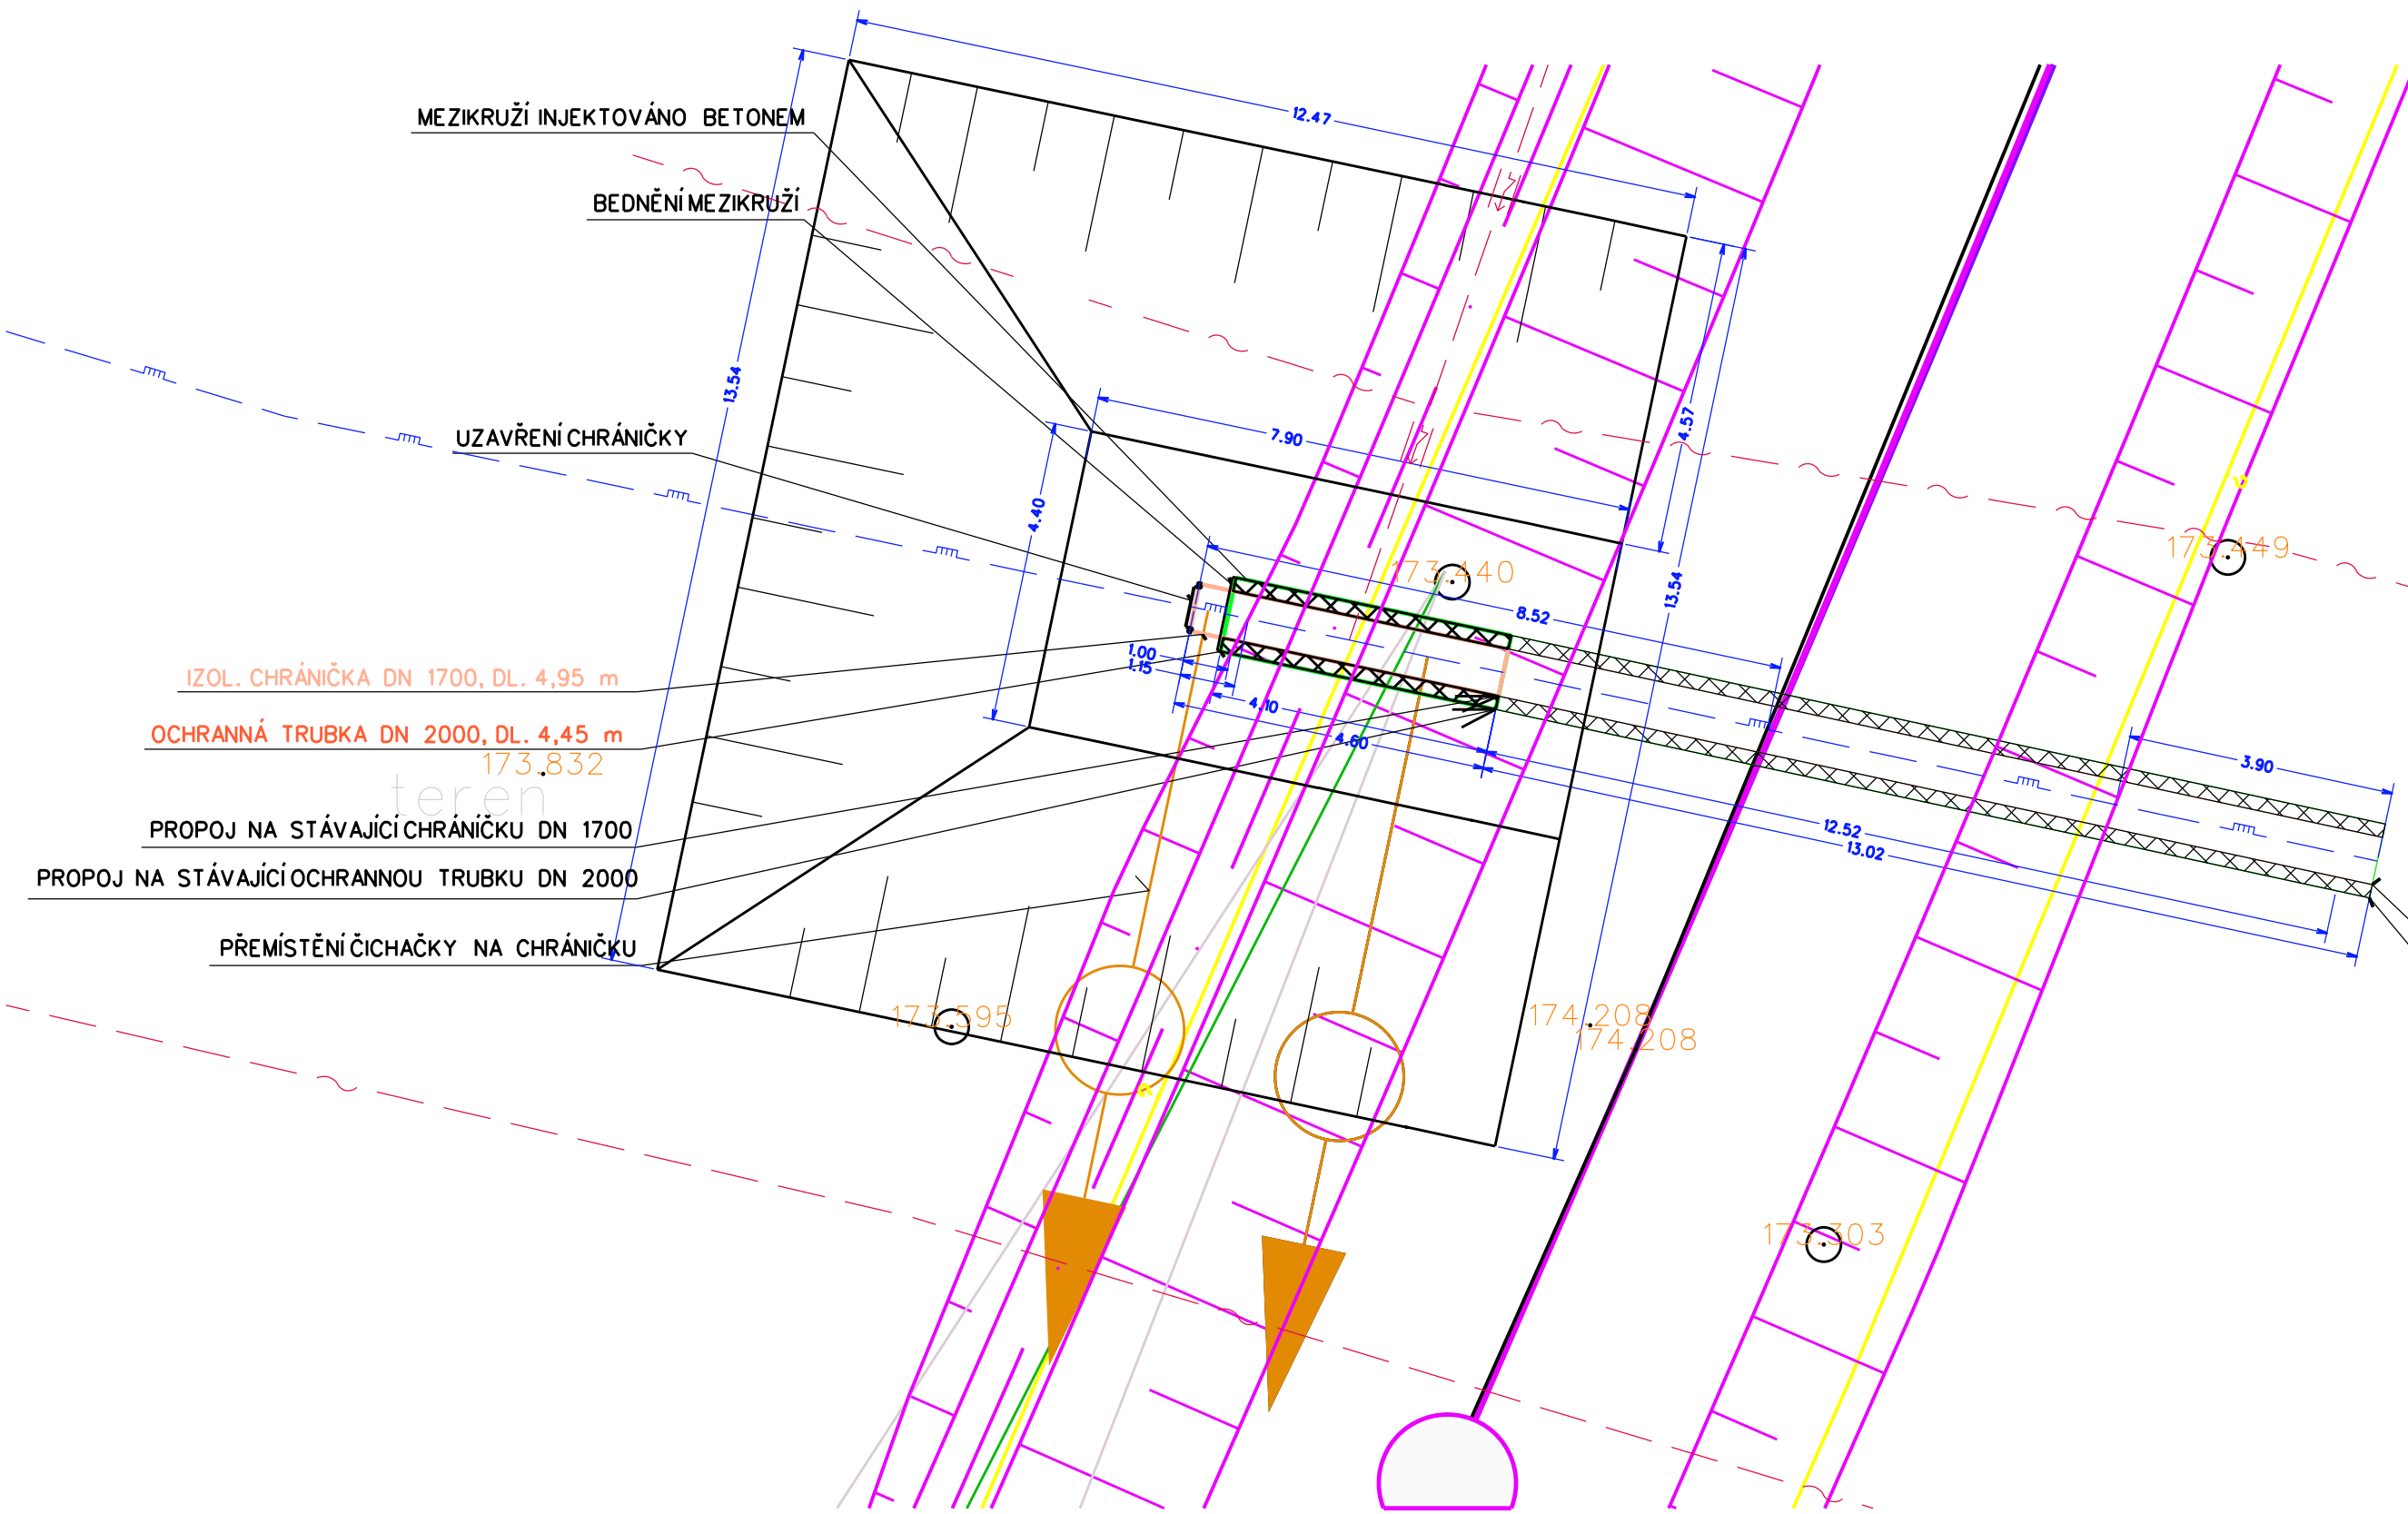 12.47
MEZIKRUŽÍ INJEKTOVÁNO BETONEM
BEDNĚNÍ MEZIKRUŽÍ
13.54
4.57
7.90
UZAVŘENÍ CHRÁNIČKY
4.40
173.440
173.449
13.54
8.52
1.00
1.15
IZOL. CHRÁNIČKA DN 1700, DL. 4,95 m
4.10
OCHRANNÁ TRUBKA DN 2000, DL. 4,45 m
4.60
3.90
173.832
teren
PROPOJ NA STÁVAJÍCÍ CHRÁNIČKU DN 1700
12.52
13.02
PROPOJ NA STÁVAJÍCÍ OCHRANNOU TRUBKU DN 2000
PŘEMÍSTĚNÍ ČICHAČKY NA CHRÁNIČKU
173.595
174.208
174.208
173.303